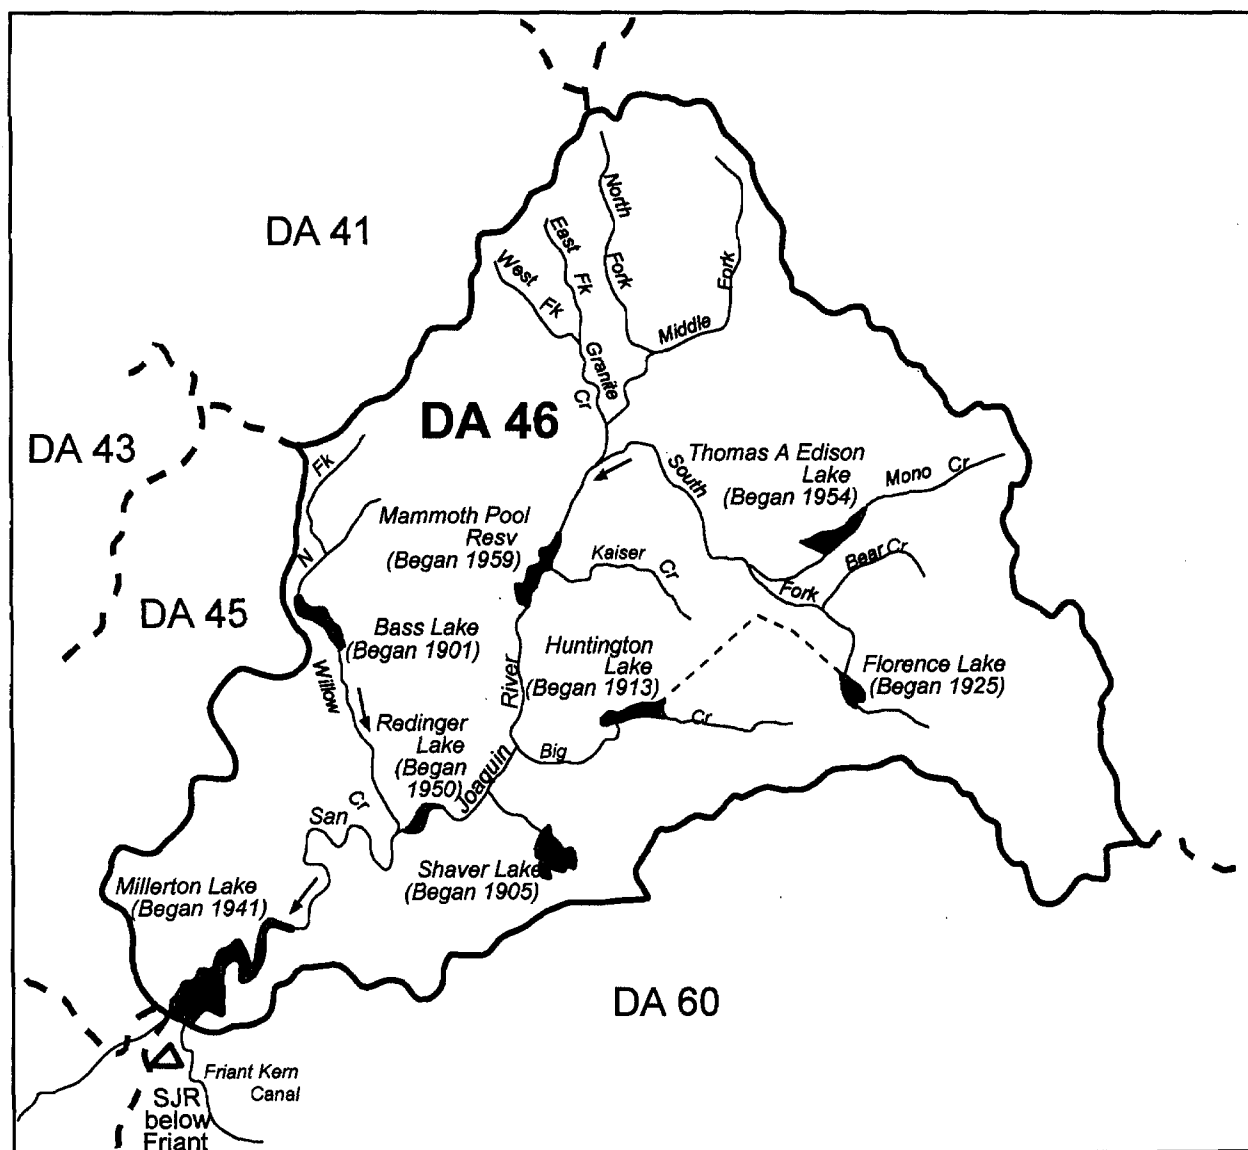 DA 41
North
Fork
East
Fk
West
Fk
Fork
Middle
Granite
Cr
DA 46
DA 43
Fk
N
South
Fork
Thomas A Edison
Lake
(Began 1954)
Mono Cr
Mammoth Pool
Resv
(Began 1959)
Kaiser Cr
Bear Cr
DA 45
Bass Lake
(Began 1901)
Huntington
Lake
(Began 1913)
Florence Lake
(Began 1925)
Willow
Cr
River
Joaquin
San
Redinger
Lake
(Began
1950)
Big
Cr
Shaver Lake
(Began 1905)
Millerton Lake
(Began 1941)
DA 60
Friant Kern
Canal
SJR
below
Friant